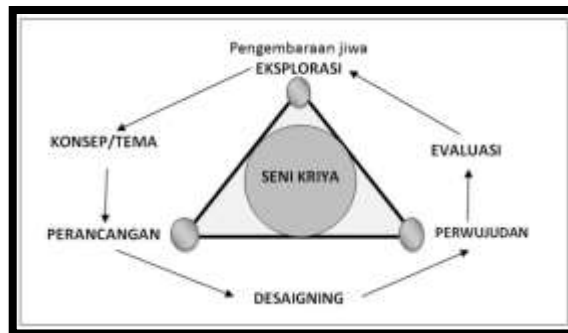 Pengembaraan jiwa
EKSPLORASI
KONSEP/TEMA
EVALUASI
SENI KRIYA
PERANCANGAN
PERWUJUDAN
DESAIGNING